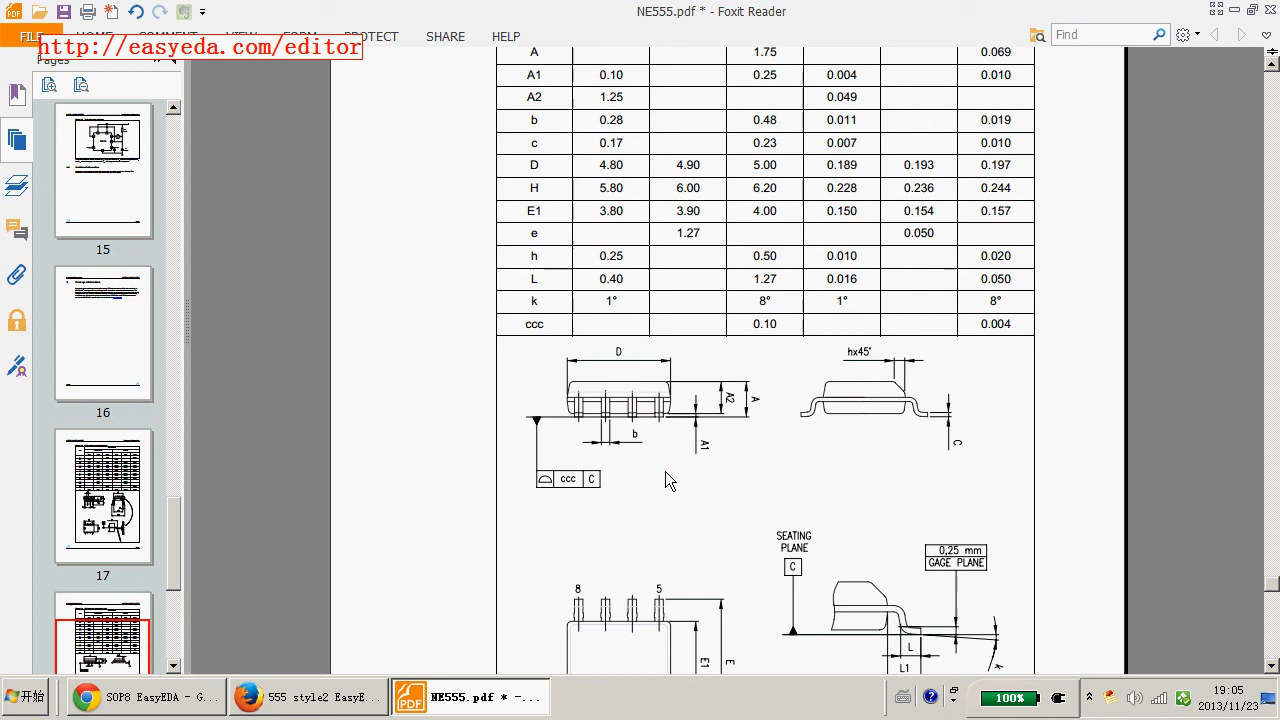 NE555.pdf * - Foxit Reader
FILE HOME COMMENT VIEW FORM PROTECT SHARE HELP
Find
http://easyeda.com/editor
Pages
A 1.75 0.069
A1 0.10 0.25 0.004 0.010
A2 1.25 0.049
b 0.28 0.48 0.011 0.019
c 0.17 0.23 0.007 0.010
D 4.80 4.90 5.00 0.189 0.193 0.197
H 5.80 6.00 6.20 0.228 0.236 0.244
E1 3.80 3.90 4.00 0.150 0.154 0.157
e 1.27 0.050
h 0.25 0.50 0.010 0.020
L 0.40 1.27 0.016 0.050
k 1° 8° 1° 8°
ccc 0.10 0.004
15
16
17
D
hx45°
A2
A
b
A1
C
ccc C
SEATING
PLANE
C
0,25 mm
GAGE PLANE
8 5
E1
E
L
L1
k
开始
SOP8 EasyEDA - G...
555 style2 EasyE...
NE555.pdf * -...
100%
19:05
2013/11/23